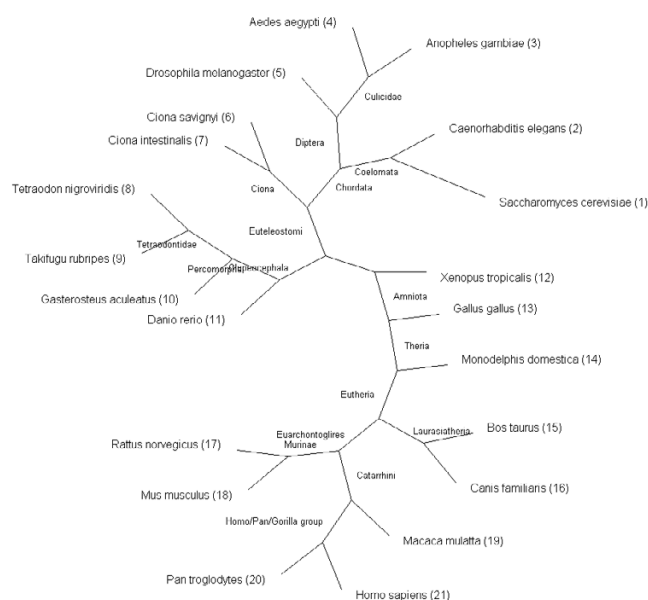 Aedes aegypti (4)
Anopheles gambiae (3)
Drosophila molanogastor (5)
Culicidae
Ciona savignyi (6)
Caenorhabditis elegans (2)
Ciona intestinalis (7)
Diptera
Coelomata
Ciona
Chordata
Tetraodon nigroviridis (8)
Saccharomyces cerevisiae (1)
Euteleostomi
Tetraodontidae
Takifugu rubripes (9)
Percomorpha
Xenopus tropicalis (12)
Gasterosteus aculeatus (10)
Amniota
Gallus gallus (13)
Danio rerio (11)
Theria
Monodelphis domestica (14)
Eutheria
Bos taurus (15)
Laurasiatheria
Euarchontoglires
Rattus norvegicus (17)
Murinae
Catarrhini
Canis familiaris (16)
Mus musculus (18)
Homo/Pan/Gorilla group
Macaca mulatta (19)
Pan troglodytes (20)
Homo sapiens (21)